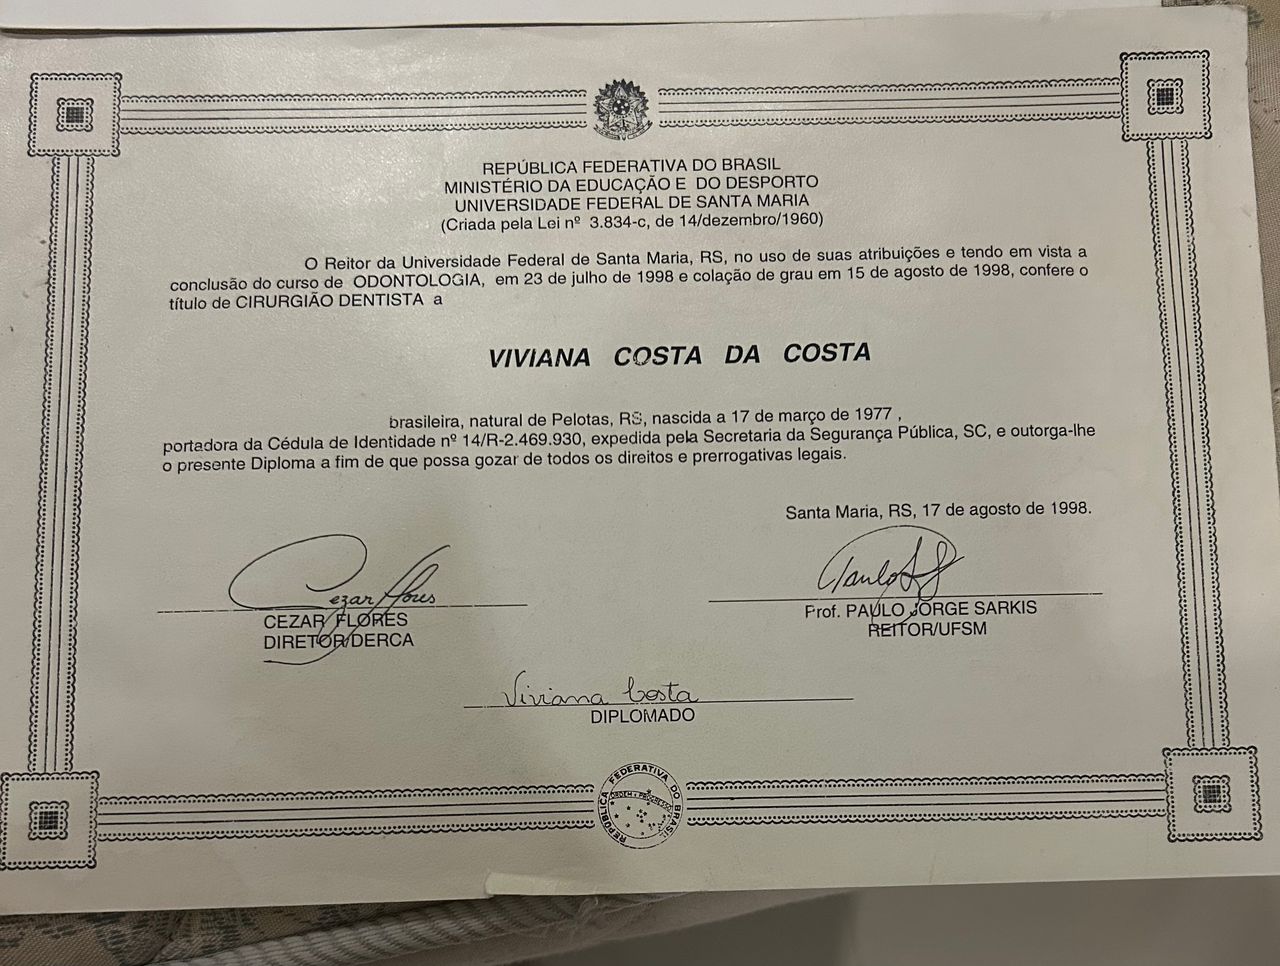 REPÚBLICA FEDERATIVA DO BRASIL
MINISTÉRIO DA EDUCAÇÃO E DO DESPORTO
UNIVERSIDADE FEDERAL DE SANTA MARIA
(Criada pela Lei nº 3.834-c, de 14/dezembro/1960)
O Reitor da Universidade Federal de Santa Maria, RS, no uso de suas atribuições e tendo em vista a
conclusão do curso de ODONTOLOGIA, em 23 de julho de 1998 e colação de grau em 15 de agosto de 1998, confere o
título de CIRURGIÃO DENTISTA a
VIVIANA COSTA DA COSTA
brasileira, natural de Pelotas, RS, nascida a 17 de março de 1977 ,
portadora da Cédula de Identidade nº 14/R-2.469.930, expedida pela Secretaria da Segurança Pública, SC, e outorga-lhe
o presente Diploma a fim de que possa gozar de todos os direitos e prerrogativas legais.
Santa Maria, RS, 17 de agosto de 1998.
Cezar Flores
CEZAR FLORES
DIRETOR/DERCA
Prof. PAULO JORGE SARKIS
REITOR/UFSM
Viviana Costa
DIPLOMADO
REPÚBLICA FEDERATIVA DO BRASIL
ORDEM E PROGRESSO